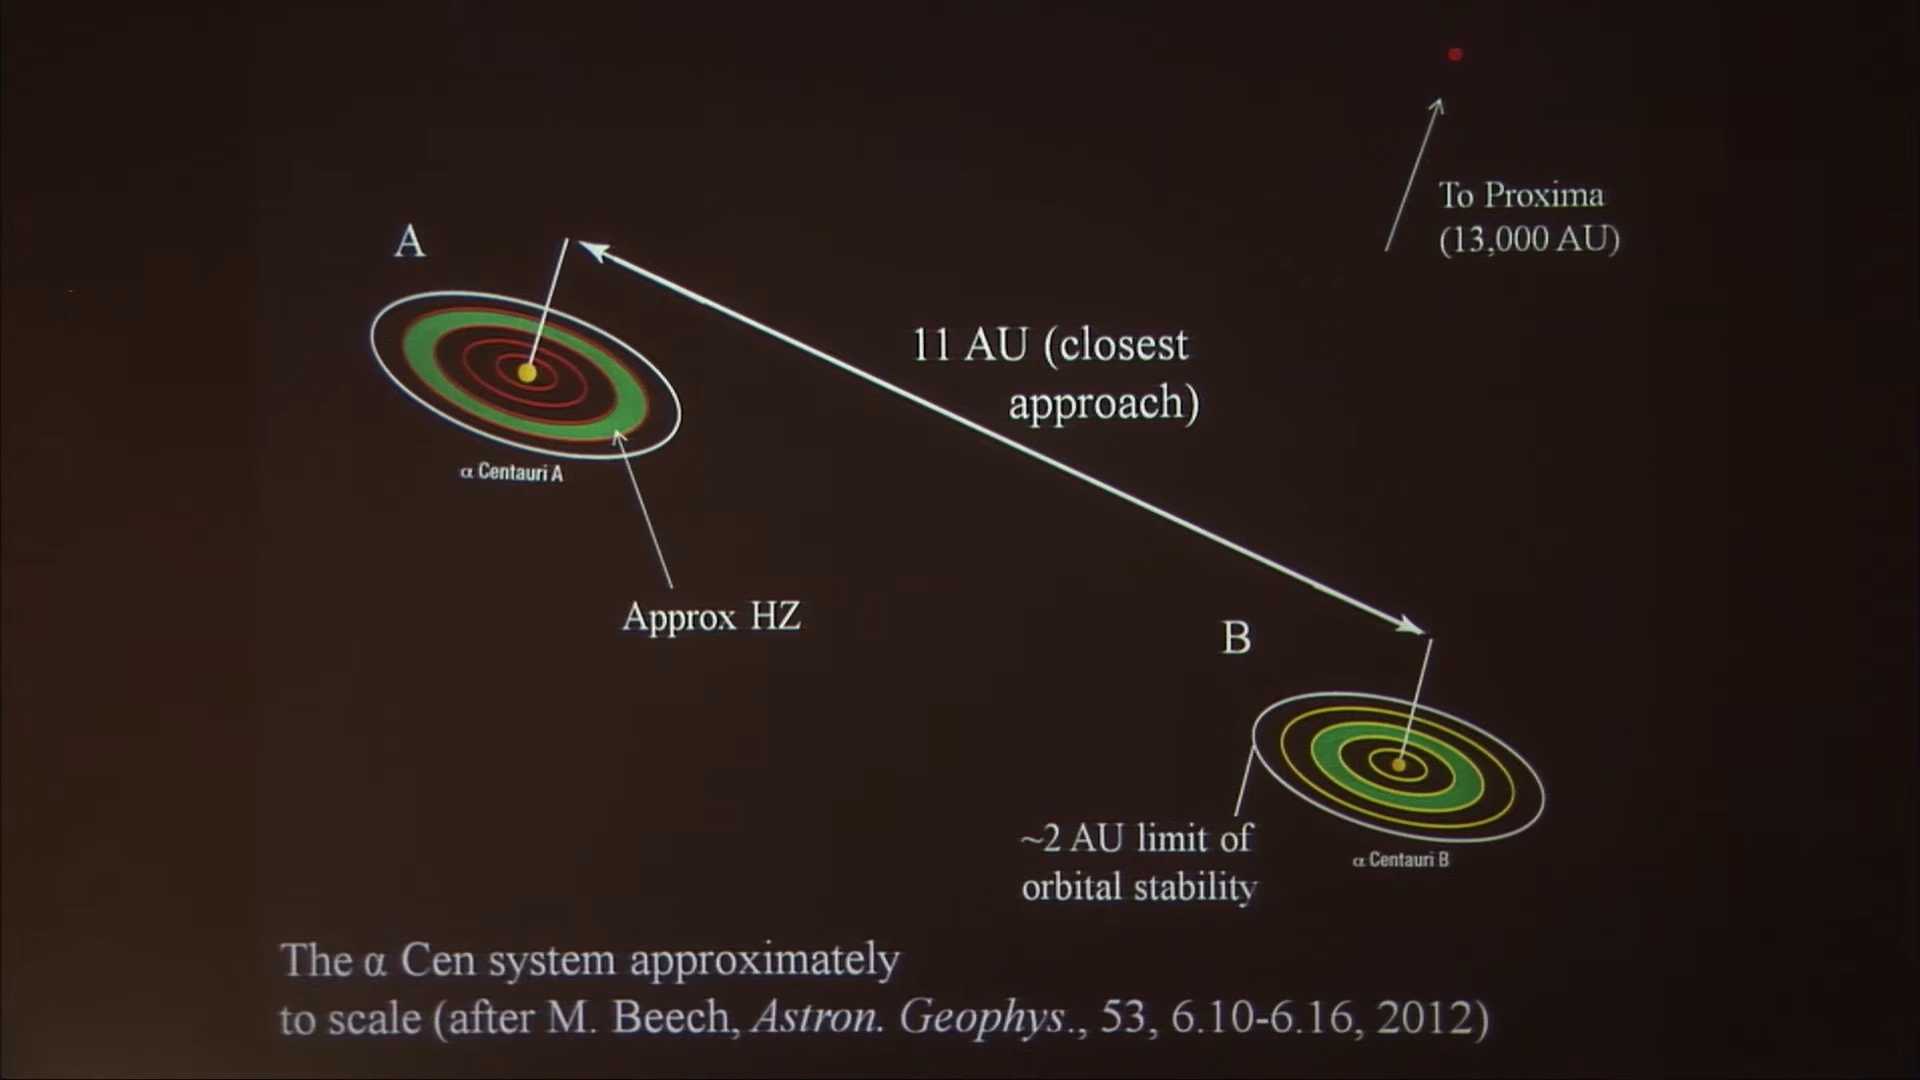 To Proxima
(13,000 AU)
A
11 AU (closest
approach)
α Centauri A
Approx HZ
B
~2 AU limit of
orbital stability
α Centauri B
The α Cen system approximately
to scale (after M. Beech, Astron. Geophys., 53, 6.10-6.16, 2012)